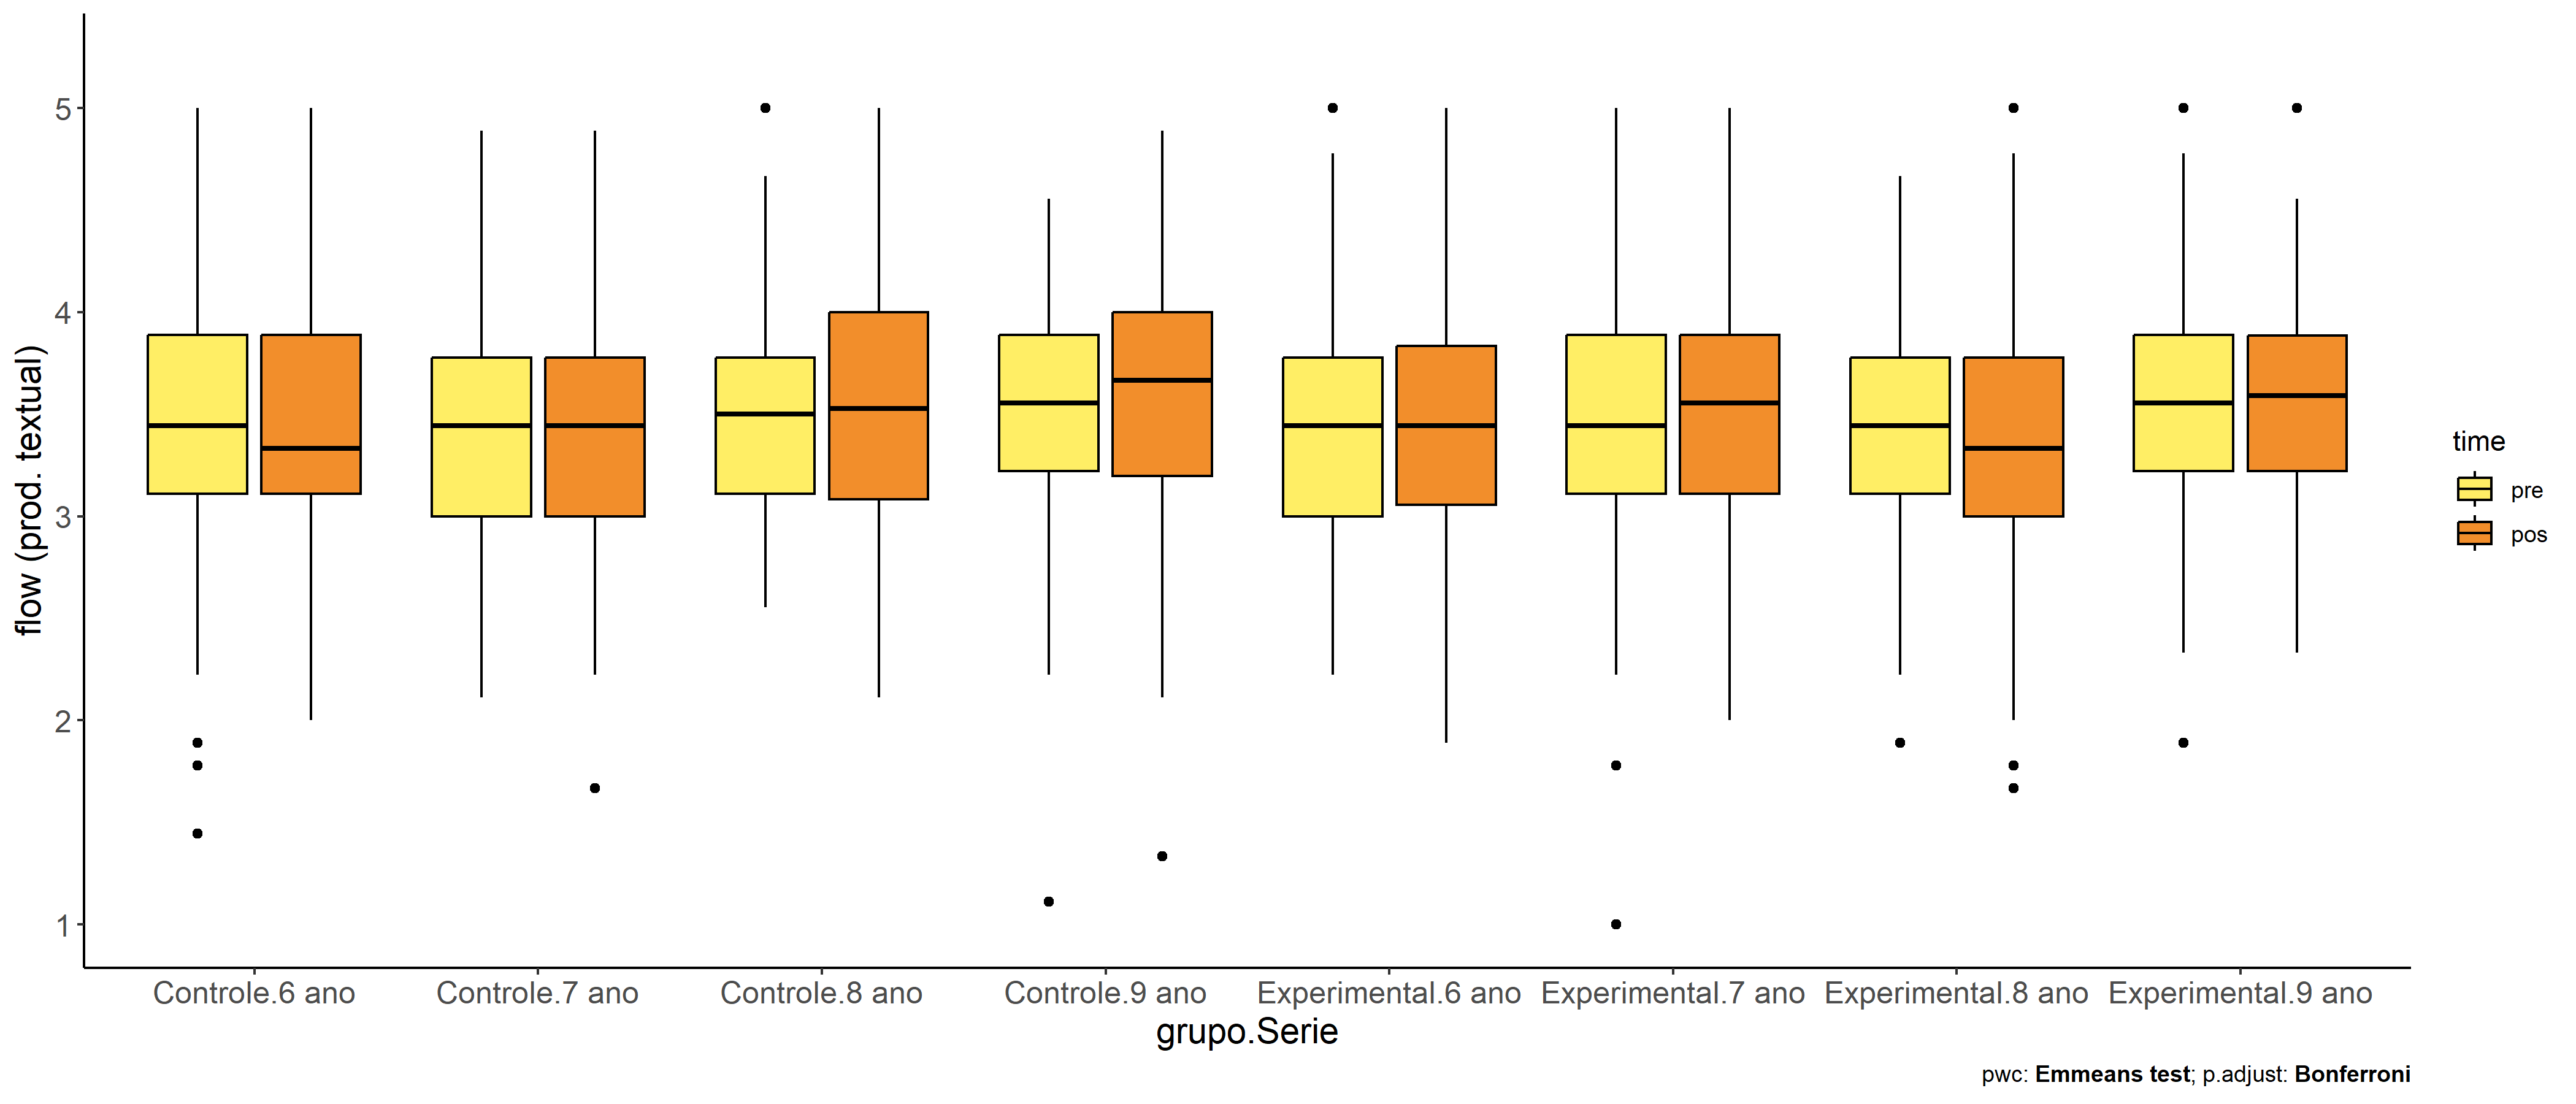 flow (prod. textual)
5
4
3
2
1
Controle.6 ano
Controle.7 ano
Controle.8 ano
Controle.9 ano
Experimental.6 ano
Experimental.7 ano
Experimental.8 ano
Experimental.9 ano
grupo.Serie
time
pre
pos
pwc: Emmeans test; p.adjust: Bonferroni